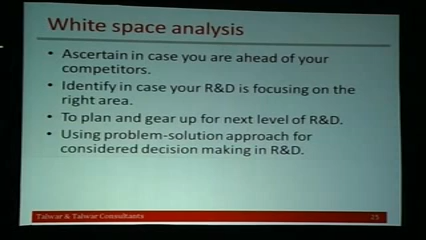 White space analysis
• Ascertain in case you are ahead of your
competitors.
• Identify in case your R&D is focusing on the
right area.
• To plan and gear up for next level of R&D.
• Using problem-solution approach for
considered decision making in R&D.
Talwar & Talwar Consultants
25